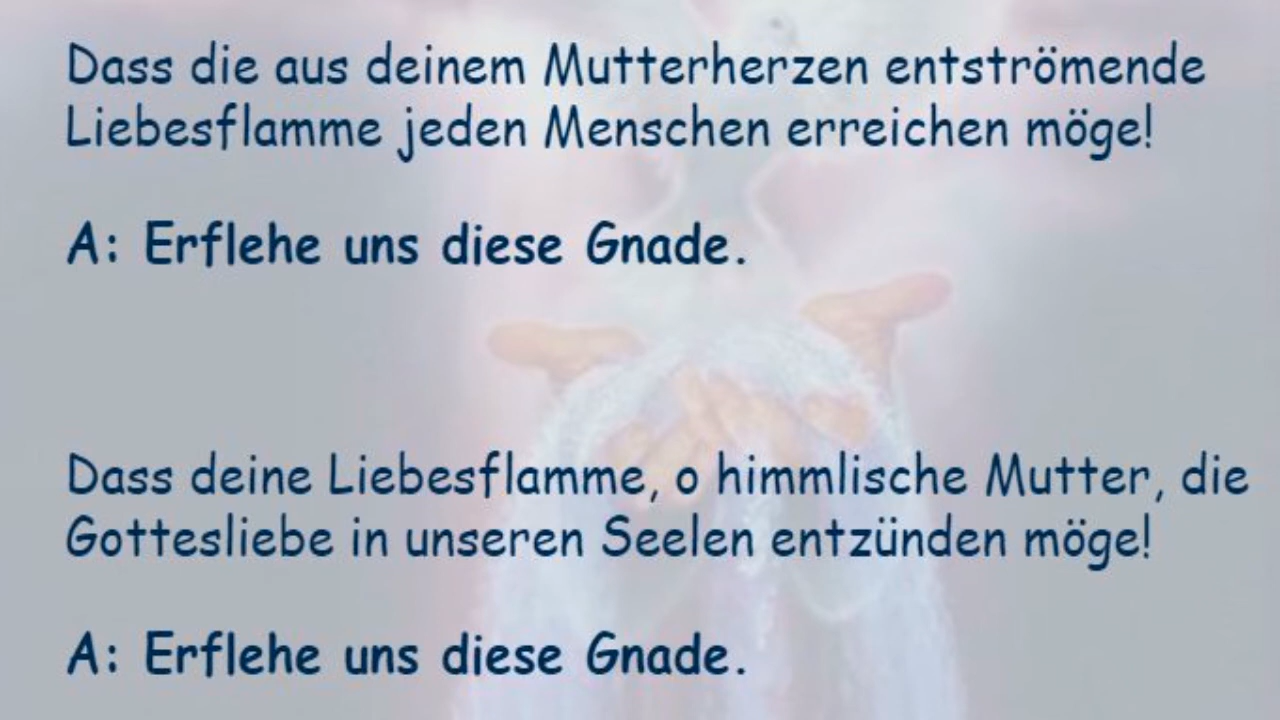 Dass die aus deinem Mutterherzen entströmende
Liebesflamme jeden Menschen erreichen möge!
A: Erflehe uns diese Gnade.
Dass deine Liebesflamme, o himmlische Mutter, die
Gottesliebe in unseren Seelen entzünden möge!
A: Erflehe uns diese Gnade.